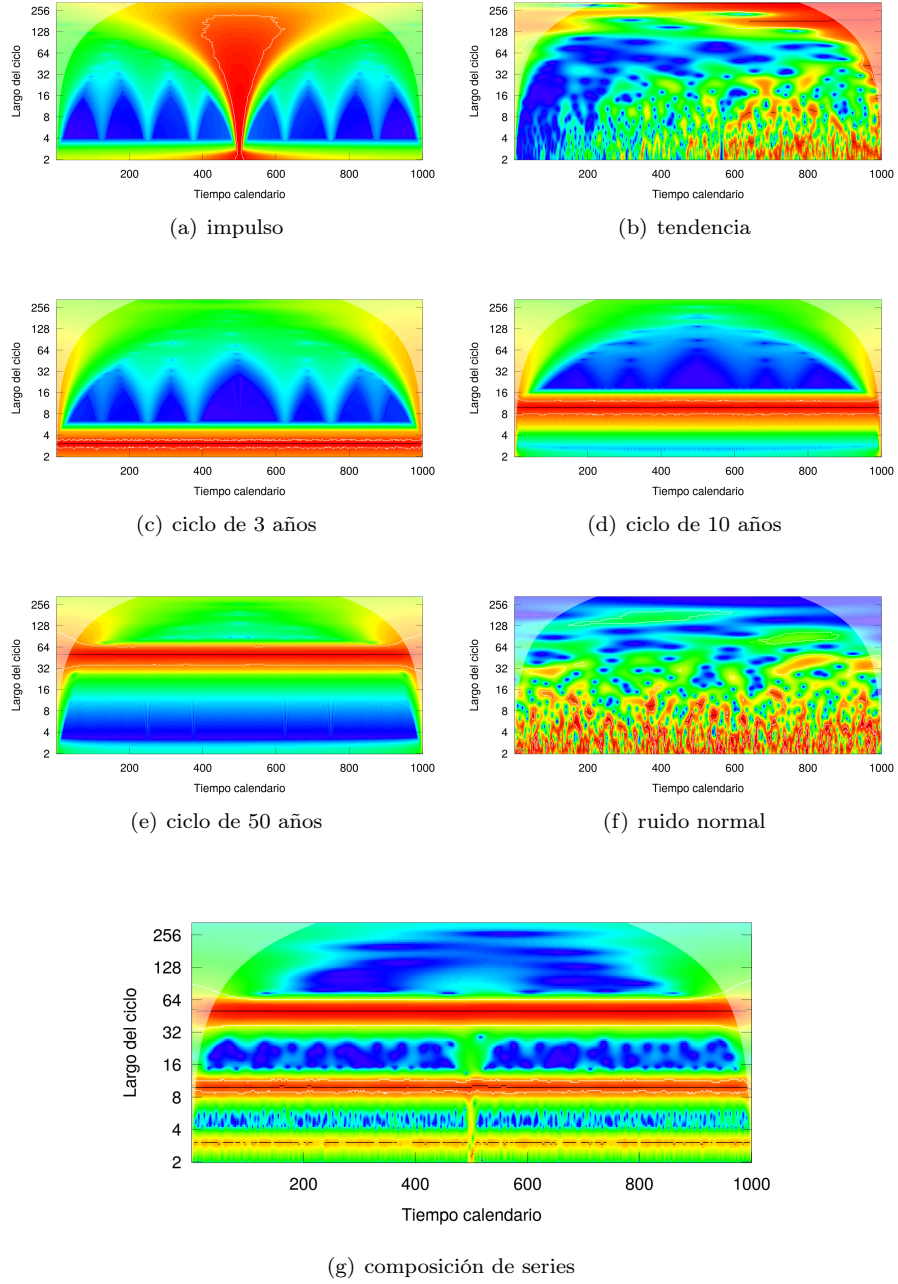 Largo del ciclo
256
128
64
32
16
8
4
2
200 400 600 800 1000
Tiempo calendario
(a) impulso
Largo del ciclo
256
128
64
32
16
8
4
2
200 400 600 800 1000
Tiempo calendario
(b) tendencia
Largo del ciclo
256
128
64
32
16
8
4
2
200 400 600 800 1000
Tiempo calendario
(c) ciclo de 3 años
Largo del ciclo
256
128
64
32
16
8
4
2
200 400 600 800 1000
Tiempo calendario
(d) ciclo de 10 años
Largo del ciclo
256
128
64
32
16
8
4
2
200 400 600 800 1000
Tiempo calendario
(e) ciclo de 50 años
Largo del ciclo
256
128
64
32
16
8
4
2
200 400 600 800 1000
Tiempo calendario
(f) ruido normal
Largo del ciclo
256
128
64
32
16
8
4
2
200 400 600 800 1000
Tiempo calendario
(g) composición de series